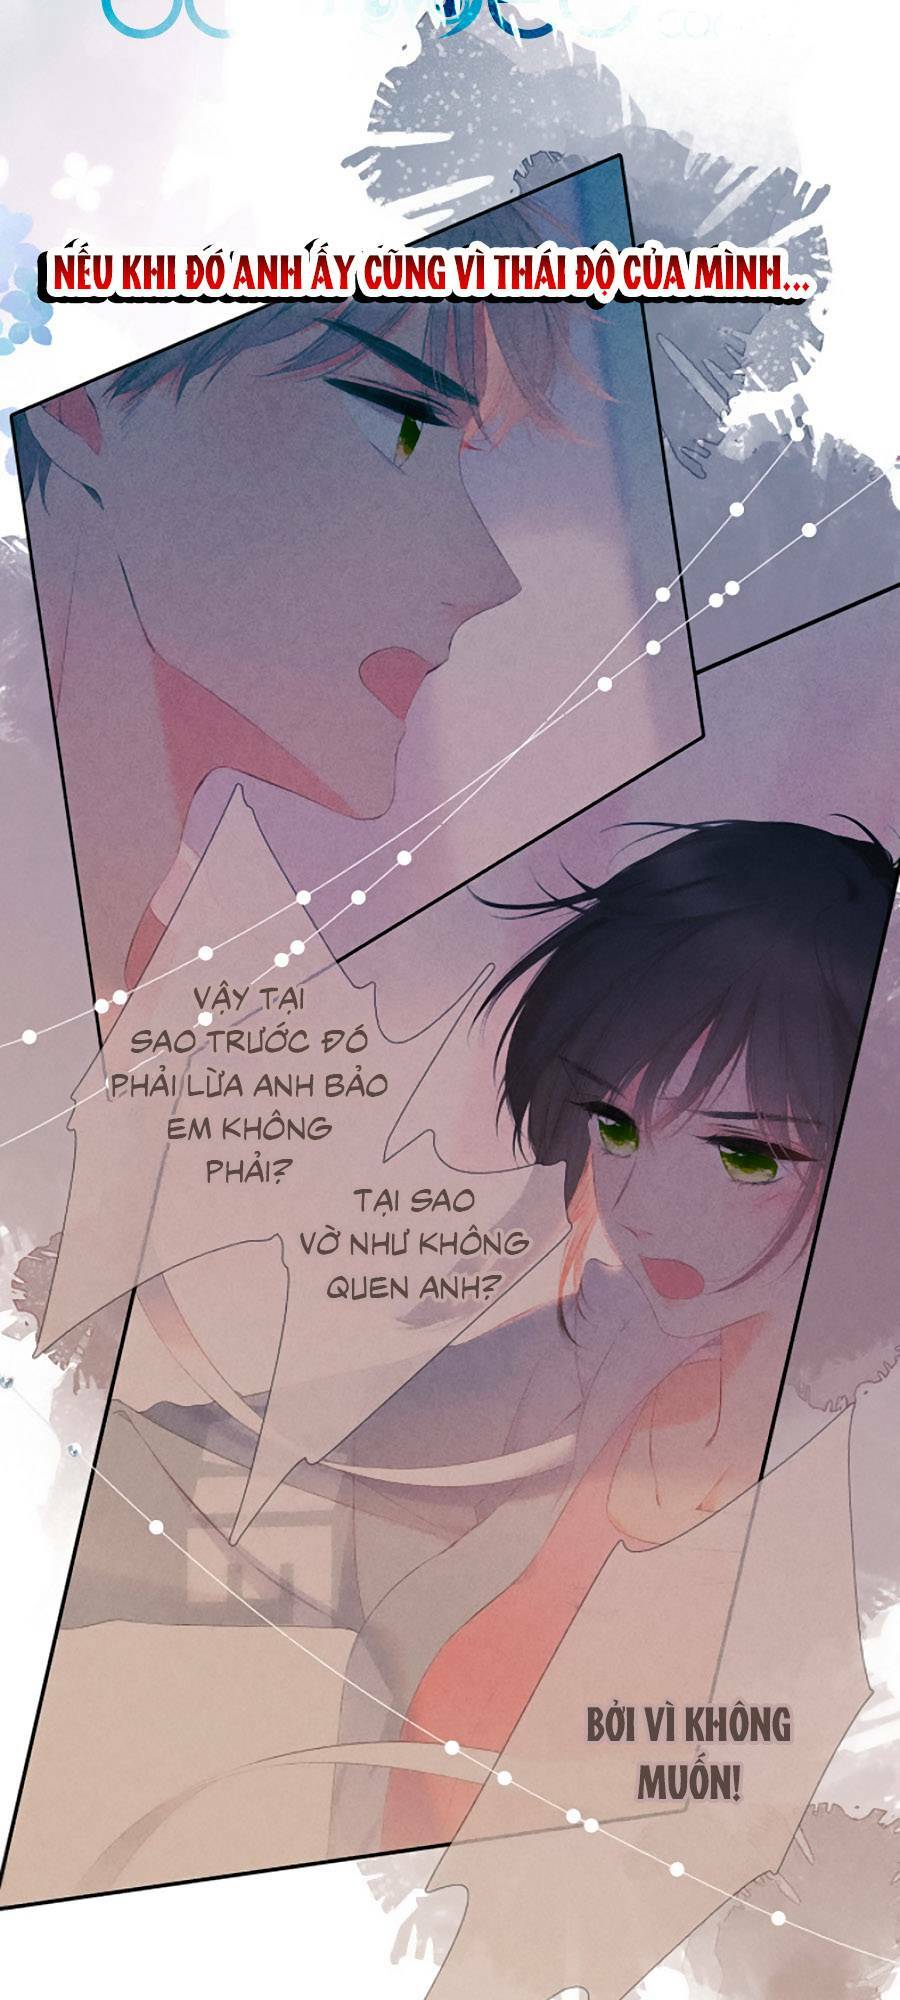 NẾU KHI ĐÓ ANH ẤY CŨNG VÌ THÁI ĐỘ CỦA MÌNH...
VẬY TẠI
SAO TRƯỚC ĐÓ
PHẢI LỪA ANH BẢO
EM KHÔNG
PHẢI?
TẠI SAO
VỜ NHƯ KHÔNG
QUEN ANH?
BỞI VÌ KHÔNG
MUỐN!